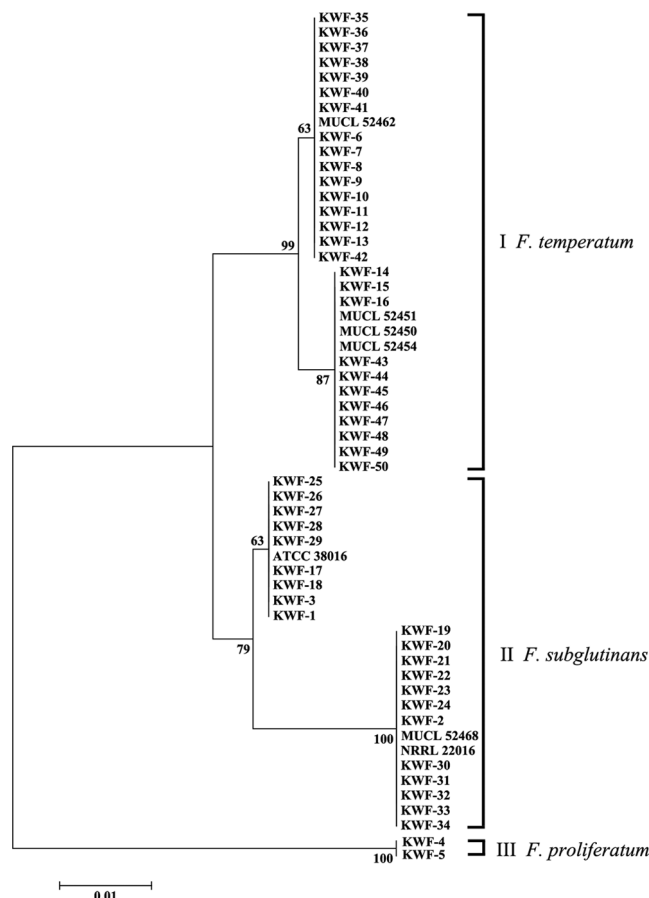 KWF-35
KWF-36
KWF-37
KWF-38
KWF-39
KWF-40
KWF-41
MUCL 52462
63
KWF-6
KWF-7
KWF-8
KWF-9
KWF-10
KWF-11
KWF-12
KWF-13
KWF-42
99
I F. temperatum
KWF-14
KWF-15
KWF-16
MUCL 52451
MUCL 52450
MUCL 52454
KWF-43
87
KWF-44
KWF-45
KWF-46
KWF-47
KWF-48
KWF-49
KWF-50
KWF-25
KWF-26
KWF-27
KWF-28
63
KWF-29
ATCC 38016
KWF-17
KWF-18
KWF-3
KWF-1
79
KWF-19
KWF-20
KWF-21
II F. subglutinans
KWF-22
KWF-23
KWF-24
KWF-2
MUCL 52468
100
NRRL 22016
KWF-30
KWF-31
KWF-32
KWF-33
KWF-34
KWF-4
KWF-5
100
III F. proliferatum
0.01